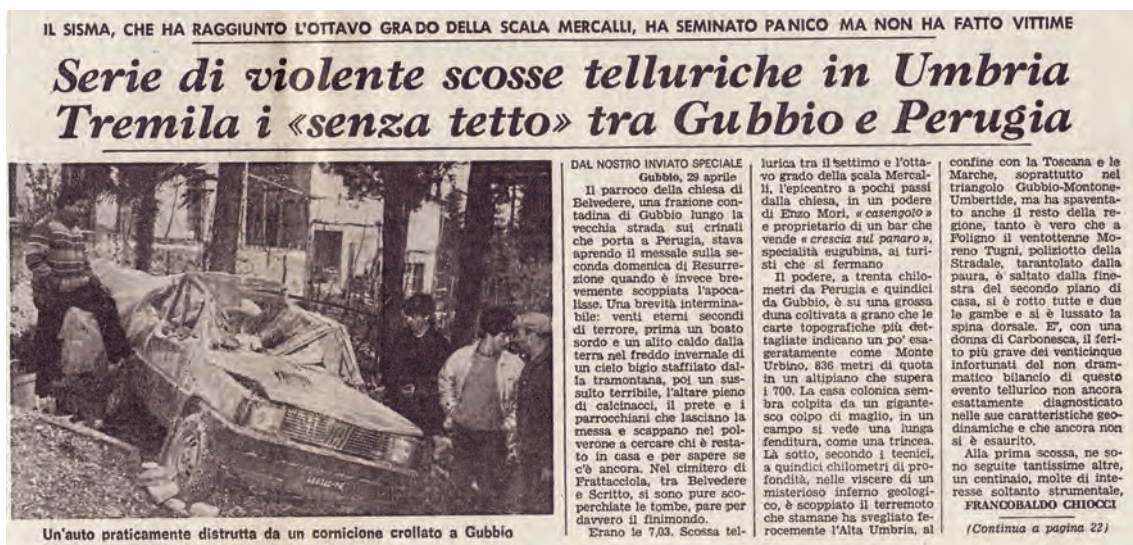 IL SISMA, CHE HA RAGGIUNTO L'OTTAVO GRADO DELLA SCALA MERCALLI, HA SEMINATO PANICO MA NON HA FATTO VITTIME
Serie di violente scosse telluriche in Umbria
Tremila i «senza tetto» tra Gubbio e Perugia
Un'auto praticamente distrutta da un cornicione crollato a Gubbio
DAL NOSTRO INVIATO SPECIALE
Gubbio, 29 aprile
Il parroco della chiesa di
Belvedere, una frazione con-
tadina di Gubbio lungo la
vecchia strada sui crinali
che porta a Perugia, stava
aprendo il messale sulla se-
conda domenica di Resurre-
zione quando è invece bre-
vemente scoppiata l'apoca-
lisse. Una brevità intermina-
bile: venti eterni secondi
di terrore, prima un boato
sordo e un alito caldo dalla
terra nel freddo invernale di
un cielo bigio staffilato dal-
la tramontana, poi un sus-
sulto terribile, l'altare pieno
di calcinacci, il prete e i
parrocchiani che lasciano la
messa e scappano nel pol-
verone a cercare chi è resta-
to in casa e per sapere se
c'è ancora. Nel cimitero di
Frattacciola, tra Belvedere
e Scritto, si sono pure sco-
perchiate le tombe, pare per
davvero il finimondo.
Erano le 7,03. Scossa tel-
lurica tra il settimo e l'otta-
vo grado della scala Mercal-
li, l'epicentro a pochi passi
dalla chiesa, in un podere
di Enzo Mori, «casengolo»
e proprietario di un bar che
vende «crescia sul panaro»,
specialità eugubina, ai turi-
sti che si fermano
Il podere, a trenta chilo-
metri da Perugia e quindici
da Gubbio, è su una grossa
duna coltivata a grano che le
carte topografiche più det-
tagliate indicano un po' esa-
geratamente come Monte
Urbino, 836 metri di quota
in un altipiano che supera
i 700. La casa colonica sem-
bra colpita da un gigante-
sco colpo di maglio, in un
campo si vede una lunga
fenditura, come una trincea.
Là sotto, secondo i tecnici,
a quindici chilometri di pro-
fondità, nelle viscere di un
misterioso inferno geologi-
co, è scoppiato il terremoto
che stamane ha svegliato fe-
rocemente l'Alta Umbria, al
confine con la Toscana e le
Marche, soprattutto nel
triangolo Gubbio-Montone-
Umbertide, ma ha spaventa-
to anche il resto della re-
gione, tanto è vero che a
Foligno il ventottenne Mo-
reno Tugni, poliziotto della
Stradale, tarantolato dalla
paura, è saltato dalla fine-
stra del secondo piano di
casa, si è rotto tutte e due
le gambe e si è lussato la
spina dorsale. E', con una
donna di Carbonesca, il feri-
to più grave dei venticinque
infortunati del non dram-
matico bilancio di questo
evento tellurico non ancora
esattamente diagnosticato
nelle sue caratteristiche geo-
dinamiche e che ancora non
si è esaurito.
Alla prima scossa, ne so-
no seguite tantissime altre,
un centinaio, molte di inte-
resse soltanto strumentale,
FRANCOBALDO CHIOCCI
(Continua a pagina 22)